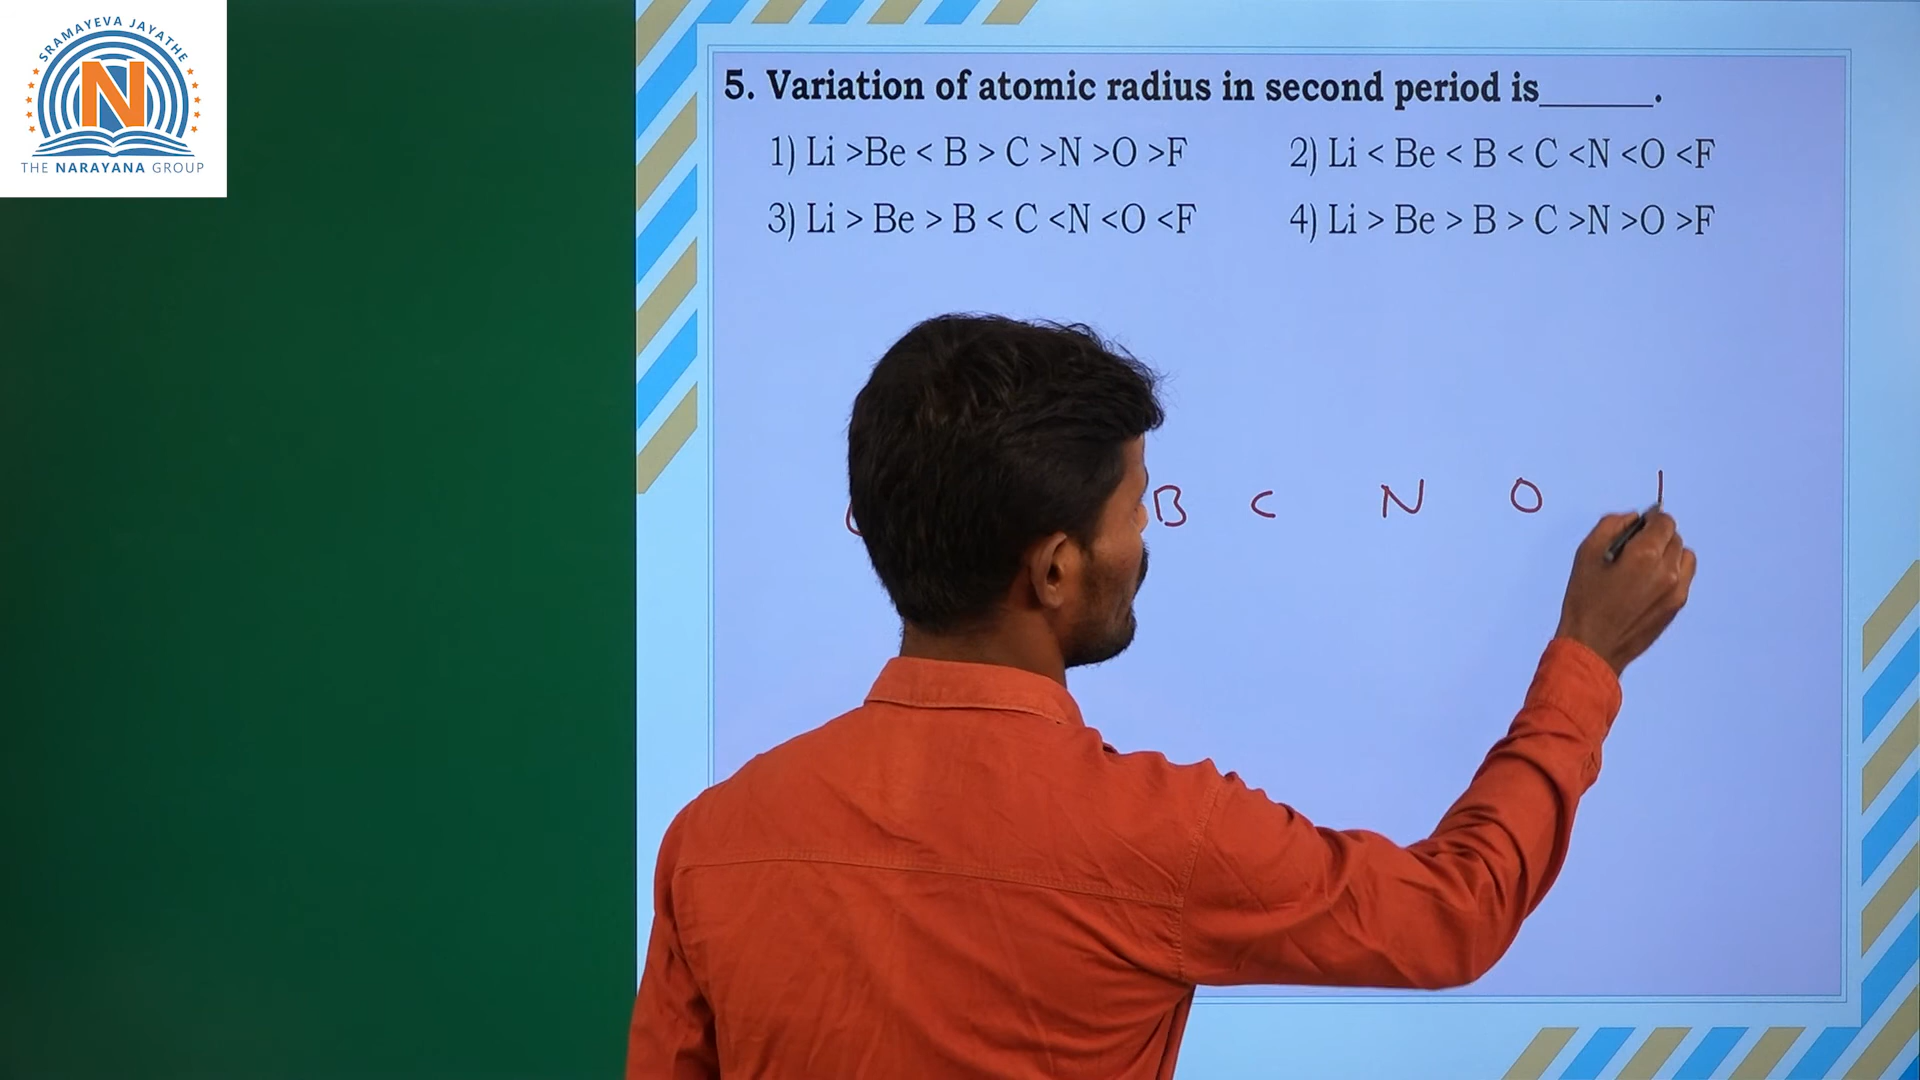 SRAMAYEVA JAYATHE
N
THE NARAYANA GROUP
5. Variation of atomic radius in second period is______.
1) Li >Be < B > C >N >O >F
2) Li < Be < B < C <N <O <F
3) Li > Be > B < C <N <O <F
4) Li > Be > B > C >N >O >F
B C N O